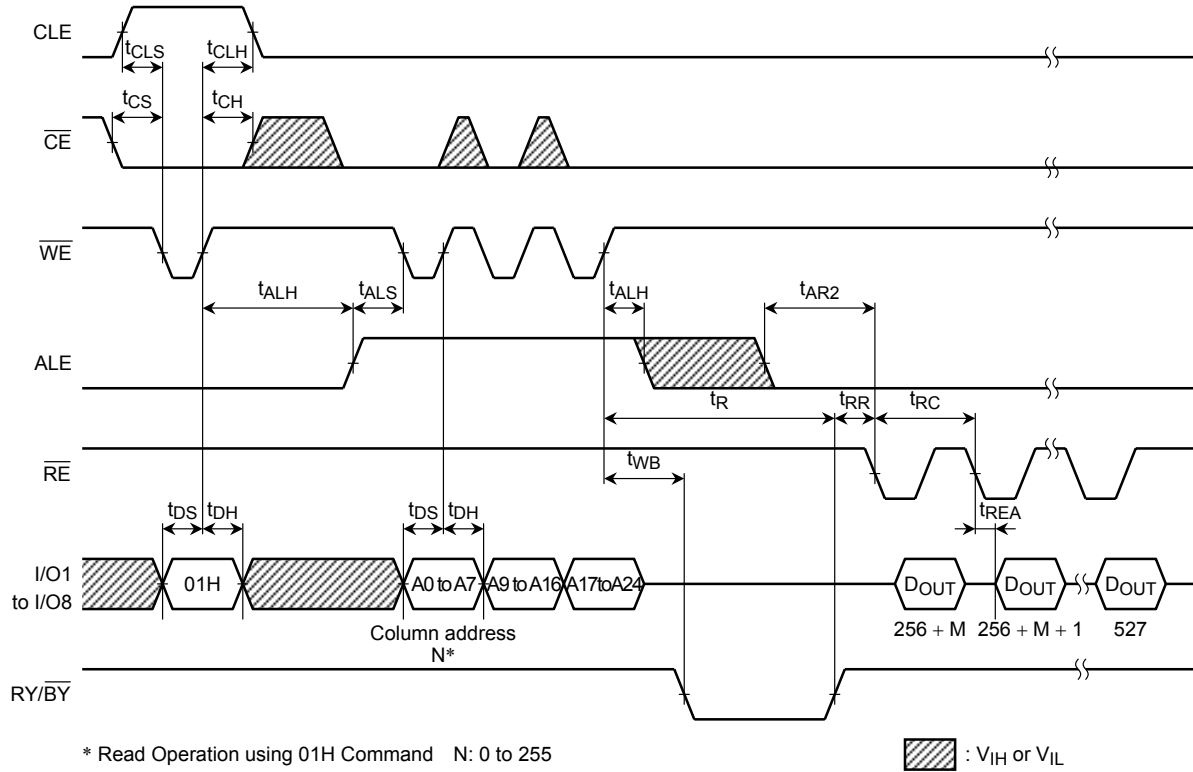 CLE
tCLS tCLH
tCS tCH
CE
WE
tALH tALS tALH tAR2
ALE
tR tRR tRC
RE
tWB
tDS tDH tDS tDH tREA
I/O1
to I/O8
01H A0 to A7 A9 to A16 A17 to A24 DOUT DOUT DOUT
256 + M 256 + M + 1 527
Column address
N*
RY/BY
* Read Operation using 01H Command N: 0 to 255
: VIH or VIL